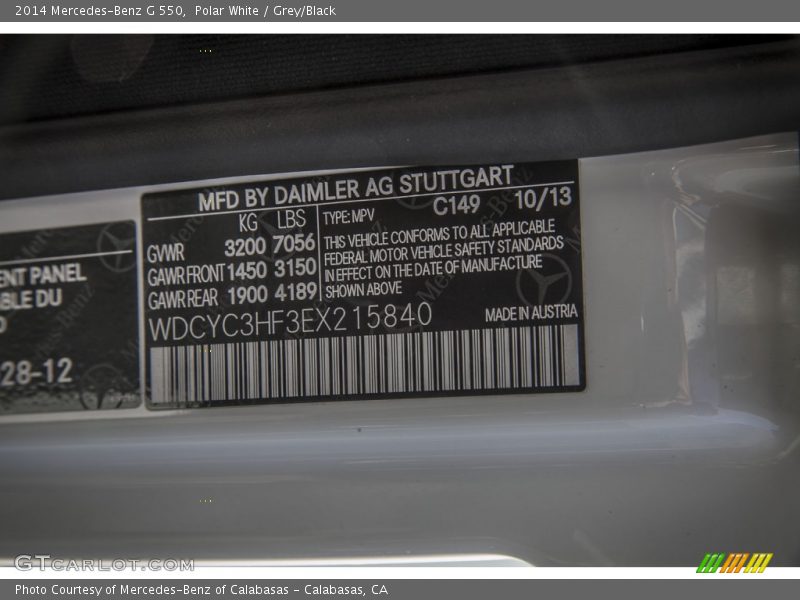 2014 Mercedes-Benz G 550, Polar White / Grey/Black
MFD BY DAIMLER AG STUTTGART
C149 10/13
KG LBS
GVWR 3200 7056
GAWR FRONT 1450 3150
GAWR REAR 1900 4189
TYPE: MPV
THIS VEHICLE CONFORMS TO ALL APPLICABLE
FEDERAL MOTOR VEHICLE SAFETY STANDARDS
IN EFFECT ON THE DATE OF MANUFACTURE
SHOWN ABOVE
WDCYC3HF3EX215840
MADE IN AUSTRIA
ENT PANEL
BLE DU
28-12
GTcarlot.com
Photo Courtesy of Mercedes-Benz of Calabasas - Calabasas, CA